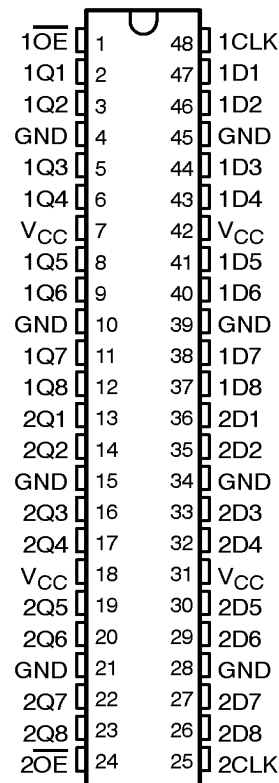 1O̅E̅ 1 48 1CLK
1Q1 2 47 1D1
1Q2 3 46 1D2
GND 4 45 GND
1Q3 5 44 1D3
1Q4 6 43 1D4
VCC 7 42 VCC
1Q5 8 41 1D5
1Q6 9 40 1D6
GND 10 39 GND
1Q7 11 38 1D7
1Q8 12 37 1D8
2Q1 13 36 2D1
2Q2 14 35 2D2
GND 15 34 GND
2Q3 16 33 2D3
2Q4 17 32 2D4
VCC 18 31 VCC
2Q5 19 30 2D5
2Q6 20 29 2D6
GND 21 28 GND
2Q7 22 27 2D7
2Q8 23 26 2D8
2O̅E̅ 24 25 2CLK